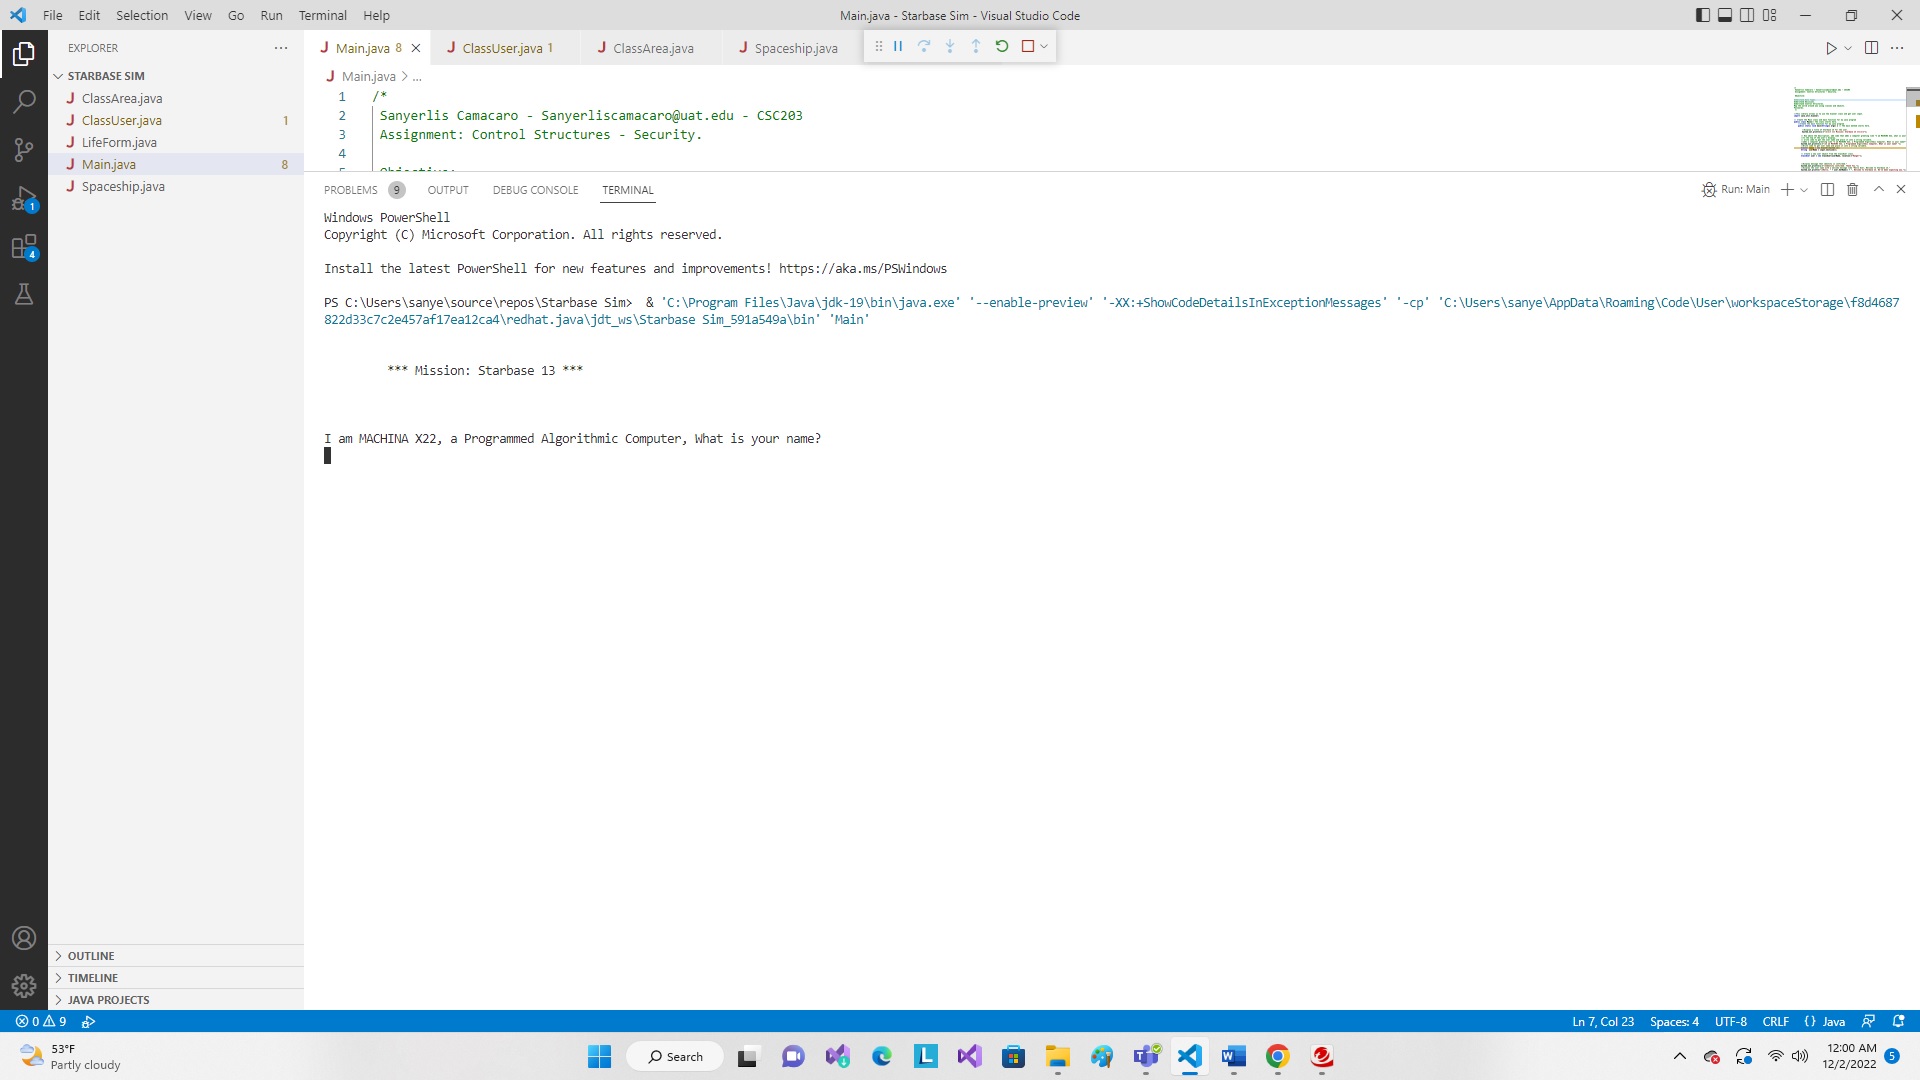 File Edit Selection View Go Run Terminal Help
Main.java - Starbase Sim - Visual Studio Code
EXPLORER
STARBASE SIM
ClassArea.java
ClassUser.java 1
LifeForm.java
Main.java 8
Spaceship.java
OUTLINE
TIMELINE
JAVA PROJECTS
Main.java 8 ClassUser.java 1 ClassArea.java Spaceship.java
Main.java > ...
1 /*
2 Sanyerlis Camacaro - Sanyerliscamacaro@uat.edu - CSC203
3 Assignment: Control Structures - Security.
4
PROBLEMS 9 OUTPUT DEBUG CONSOLE TERMINAL
Run: Main
Windows PowerShell
Copyright (C) Microsoft Corporation. All rights reserved.
Install the latest PowerShell for new features and improvements! https://aka.ms/PSWindows
PS C:\Users\sanye\source\repos\Starbase Sim>  & 'C:\Program Files\Java\jdk-19\bin\java.exe' '--enable-preview' '-XX:+ShowCodeDetailsInExceptionMessages' '-cp' 'C:\Users\sanye\AppData\Roaming\Code\User\workspaceStorage\f8d4687
822d33c7c2e457af17ea12ca4\redhat.java\jdt_ws\Starbase Sim_591a549a\bin' 'Main'
*** Mission: Starbase 13 ***
I am MACHINA X22, a Programmed Algorithmic Computer, What is your name?
1
4
0 9
Ln 7, Col 23 Spaces: 4 UTF-8 CRLF {} Java
53°F
Partly cloudy
Search
12:00 AM
12/2/2022
5